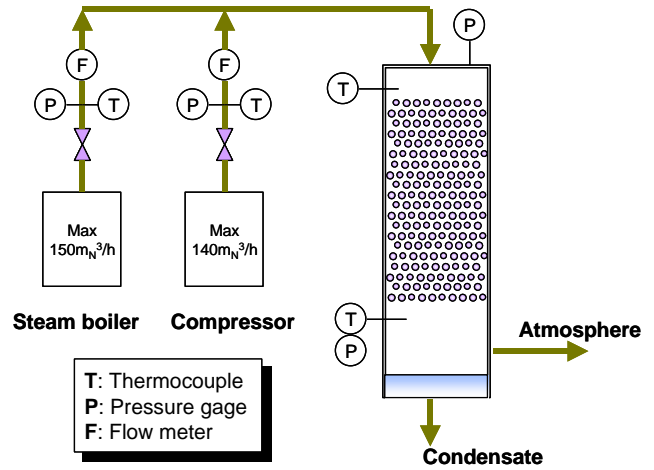 P
F
F
T
P
T
P
T
Max
150mN³/h
Max
140mN³/h
Steam boiler
Compressor
T
P
Atmosphere
T: Thermocouple
P: Pressure gage
F: Flow meter
Condensate